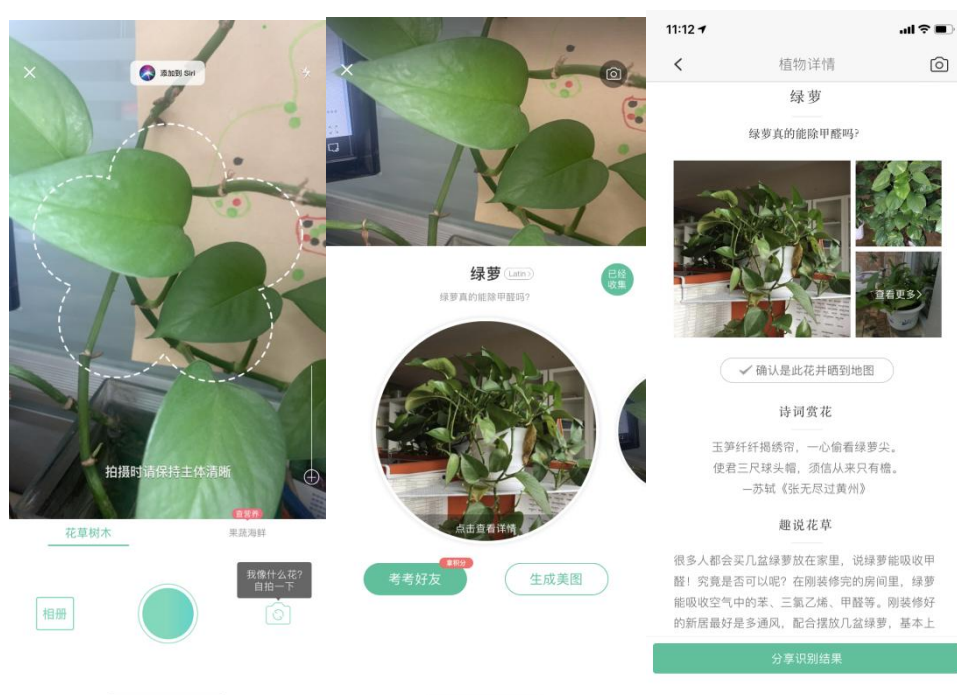 添加到 Siri
拍摄时请保持主体清晰
查营养
花草树木
果蔬海鲜
我像什么花?
自拍一下
相册
绿萝 Latin>
已经
收集
绿萝真的能除甲醛吗?
点击查看详情
拿积分
考考好友
生成美图
11:12
植物详情
绿萝
绿萝真的能除甲醛吗?
查看更多>
确认是此花并晒到地图
诗词赏花
玉笋纤纤揭绣帘，一心偷看绿萝尖。
使君三尺球头帽，须信从来只有檐。
—苏轼《张无尽过黄州》
趣说花草
很多人都会买几盆绿萝放在家里，说绿萝能吸收甲
醛！究竟是否可以呢？在刚装修完的房间里，绿萝
能吸收空气中的苯、三氯乙烯、甲醛等。刚装修好
的新居最好是多通风，配合摆放几盆绿萝，基本上
分享识别结果